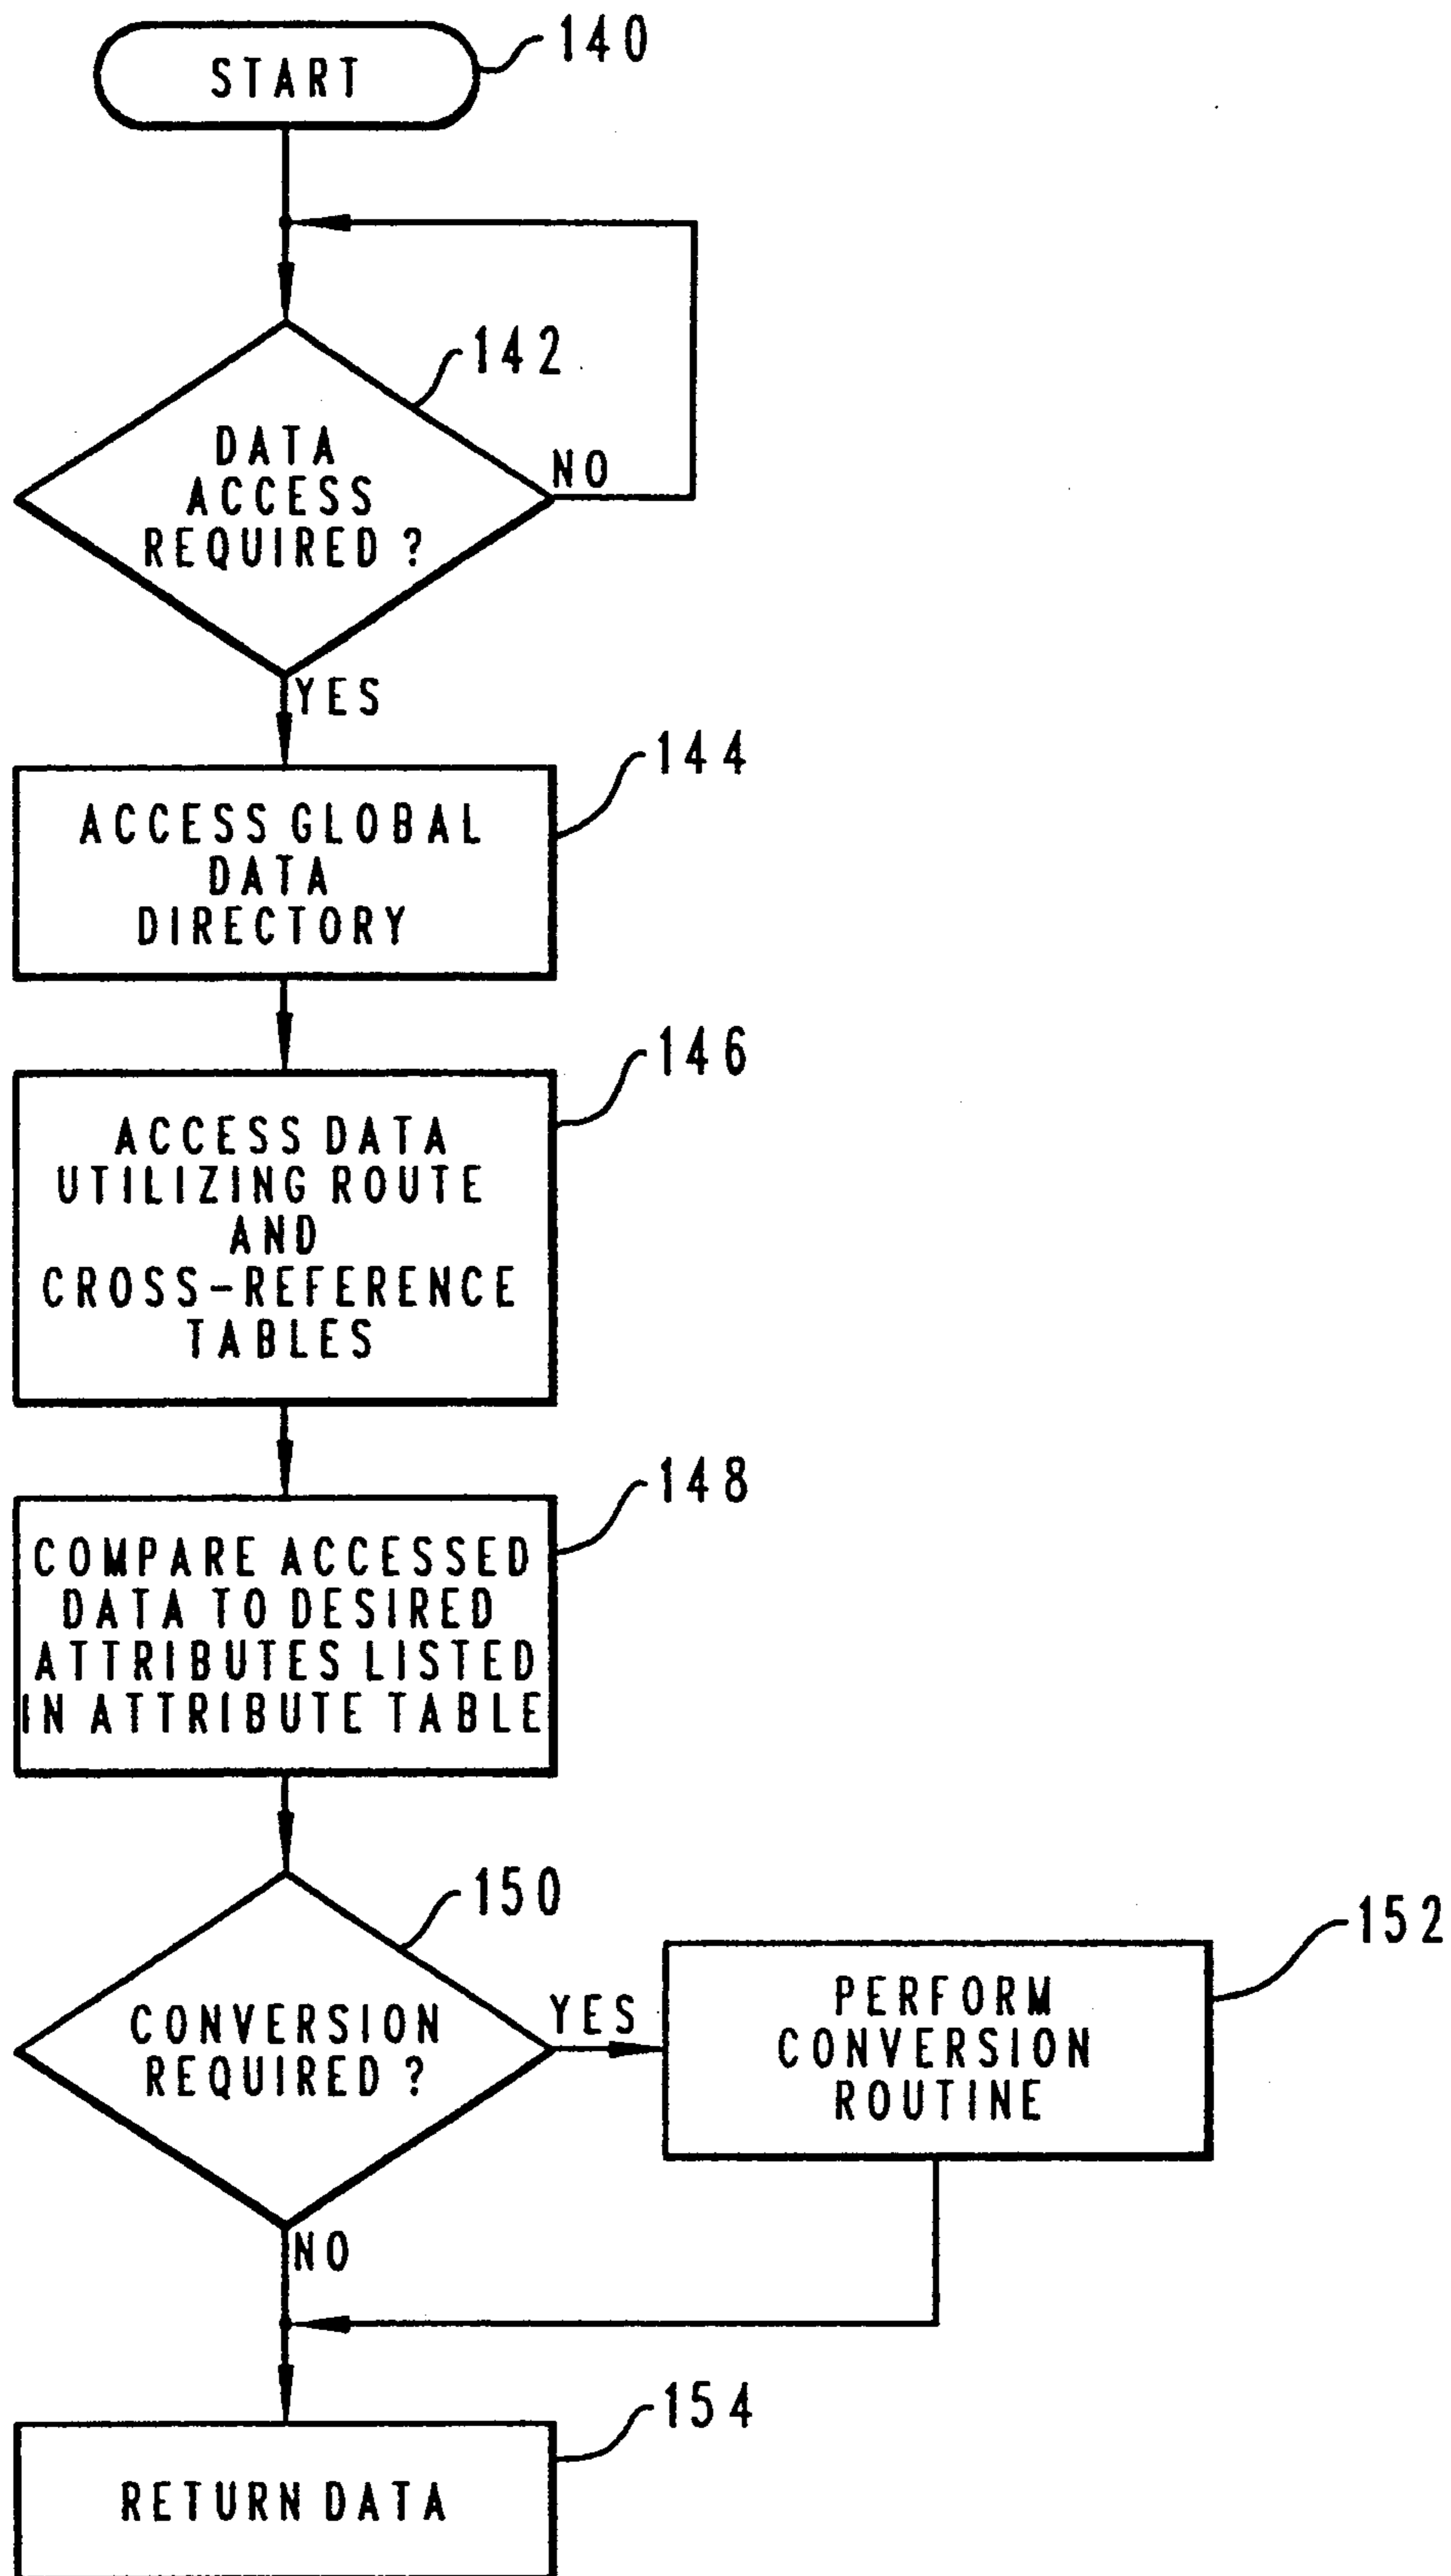 START
140
142
DATA
ACCESS
REQUIRED ?
NO
YES
144
ACCESS GLOBAL
DATA
DIRECTORY
146
ACCESS DATA
UTILIZING ROUTE
AND
CROSS-REFERENCE
TABLES
148
COMPARE ACCESSED
DATA TO DESIRED
ATTRIBUTES LISTED
IN ATTRIBUTE TABLE
150
CONVERSION
REQUIRED ?
YES
152
PERFORM
CONVERSION
ROUTINE
NO
154
RETURN DATA